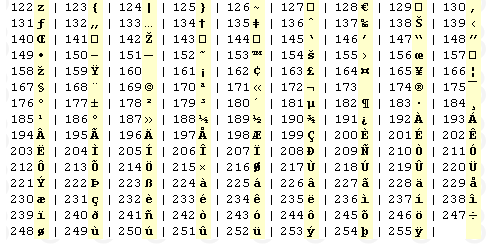 122 z | 123 { | 124 | | 125 } | 126 ~ | 127 □ | 128 € | 129 □ | 130 ‚
131 ƒ | 132 „ | 133 … | 134 † | 135 ‡ | 136 ˆ | 137 ‰ | 138 Š | 139 ‹
140 Œ | 141 □ | 142 Ž | 143 □ | 144 □ | 145 ‘ | 146 ’ | 147 “ | 148 ”
149 • | 150 – | 151 — | 152 ˜ | 153 ™ | 154 š | 155 › | 156 œ | 157 □
158 ž | 159 Ÿ | 160   | 161 ¡ | 162 ¢ | 163 £ | 164 ¤ | 165 ¥ | 166 ¦
167 § | 168 ¨ | 169 © | 170 ª | 171 « | 172 ¬ | 173   | 174 ® | 175 ¯
176 ° | 177 ± | 178 ² | 179 ³ | 180 ´ | 181 µ | 182 ¶ | 183 · | 184 ¸
185 ¹ | 186 º | 187 » | 188 ¼ | 189 ½ | 190 ¾ | 191 ¿ | 192 À | 193 Á
194 Â | 195 Ã | 196 Ä | 197 Å | 198 Æ | 199 Ç | 200 È | 201 É | 202 Ê
203 Ë | 204 Ì | 205 Í | 206 Î | 207 Ï | 208 Ð | 209 Ñ | 210 Ò | 211 Ó
212 Ô | 213 Õ | 214 Ö | 215 × | 216 Ø | 217 Ù | 218 Ú | 219 Û | 220 Ü
221 Ý | 222 Þ | 223 ß | 224 à | 225 á | 226 â | 227 ã | 228 ä | 229 å
230 æ | 231 ç | 232 è | 233 é | 234 ê | 235 ë | 236 ì | 237 í | 238 î
239 ï | 240 ð | 241 ñ | 242 ò | 243 ó | 244 ô | 245 õ | 246 ö | 247 ÷
248 ø | 249 ù | 250 ú | 251 û | 252 ü | 253 ý | 254 þ | 255 ÿ |